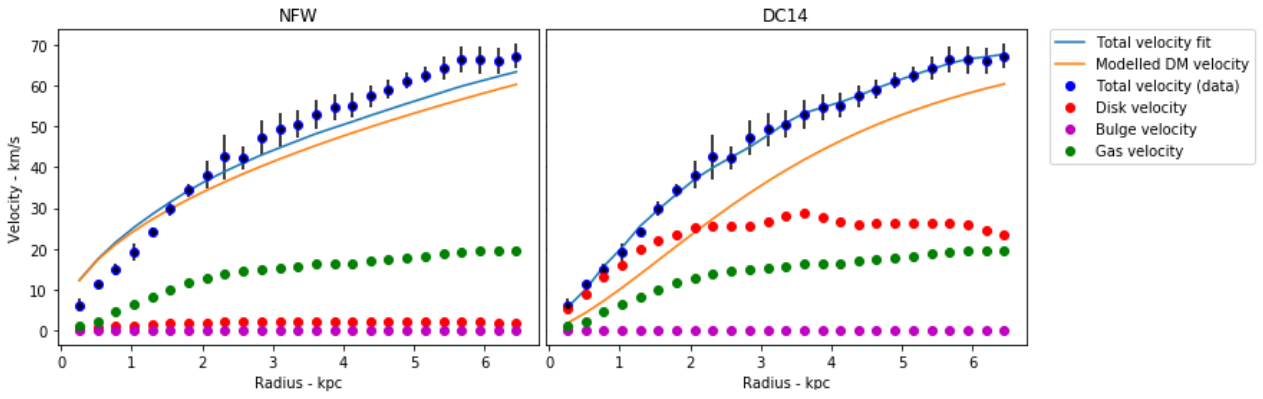 NFW
DC14
Velocity - km/s
70
60
50
40
30
20
10
0
0 1 2 3 4 5 6
0 1 2 3 4 5 6
Radius - kpc
Radius - kpc
Total velocity fit
Modelled DM velocity
Total velocity (data)
Disk velocity
Bulge velocity
Gas velocity